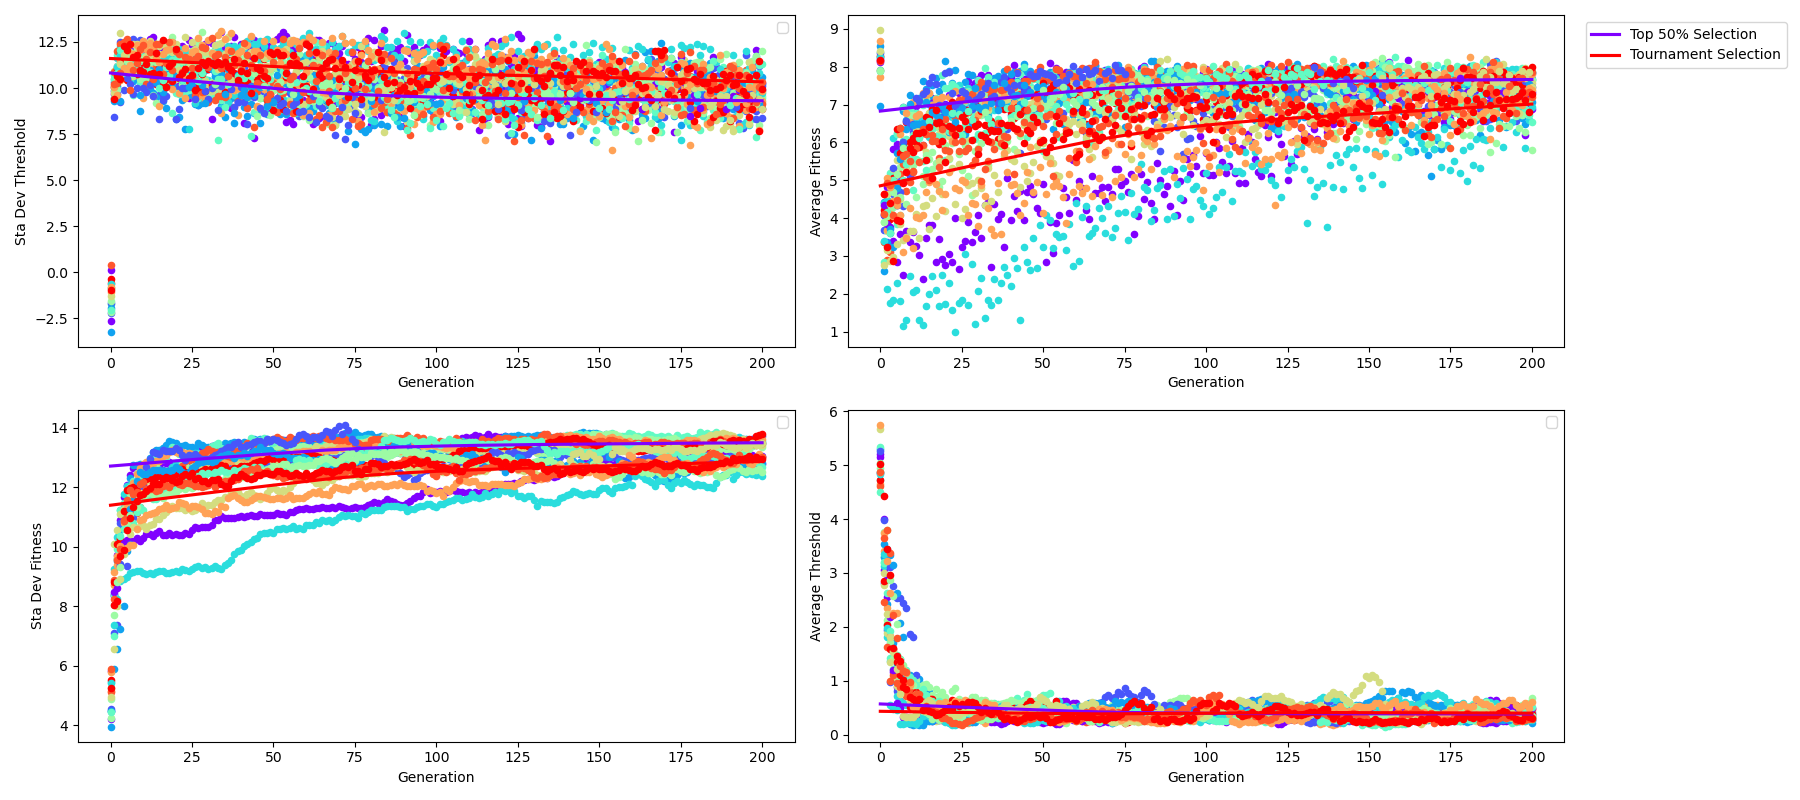 12.5
10.0
7.5
5.0
2.5
0.0
−2.5
Sta Dev Threshold
0 25 50 75 100 125 150 175 200
Generation
9
8
7
6
5
4
3
2
1
Average Fitness
0 25 50 75 100 125 150 175 200
Generation
Top 50% Selection
Tournament Selection
14
12
10
8
6
4
Sta Dev Fitness
0 25 50 75 100 125 150 175 200
Generation
6
5
4
3
2
1
0
Average Threshold
0 25 50 75 100 125 150 175 200
Generation